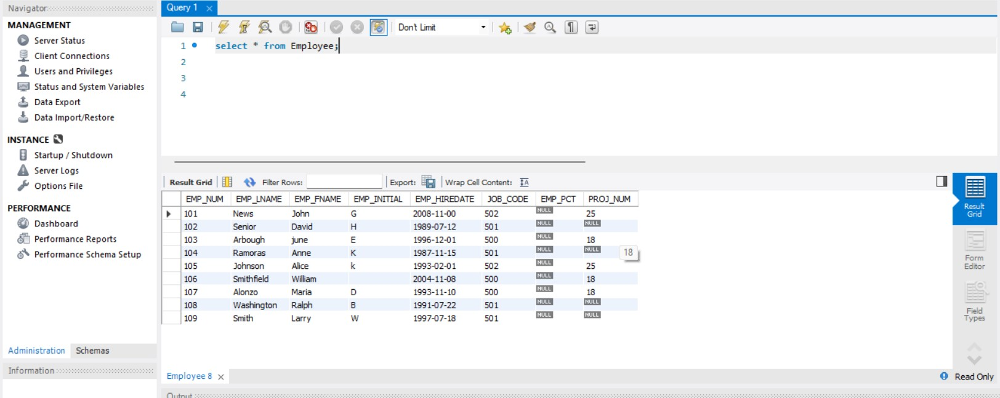 Navigator
MANAGEMENT
Server Status
Client Connections
Users and Privileges
Status and System Variables
Data Export
Data Import/Restore
INSTANCE
Startup / Shutdown
Server Logs
Options File
PERFORMANCE
Dashboard
Performance Reports
Performance Schema Setup
Administration Schemas
Information
Query 1
Don't Limit
1 select * from Employee;
2
3
4
Result Grid Filter Rows: Export: Wrap Cell Content:
EMP_NUM EMP_LNAME EMP_FNAME EMP_INITIAL EMP_HIREDATE JOB_CODE EMP_PCT PROJ_NUM
101 News John G 2008-11-00 502 NULL 25
102 Senior David H 1989-07-12 501 NULL NULL
103 Arbough june E 1996-12-01 500 NULL 18
104 Ramoras Anne K 1987-11-15 501 NULL NULL
18
105 Johnson Alice k 1993-02-01 502 NULL 25
106 Smithfield William 2004-11-08 500 NULL 18
107 Alonzo Maria D 1993-11-10 500 NULL 18
108 Washington Ralph B 1991-07-22 501 NULL NULL
109 Smith Larry W 1997-07-18 501 NULL NULL
Result
Grid
Form
Editor
Field
Types
Employee 8
Read Only
Output